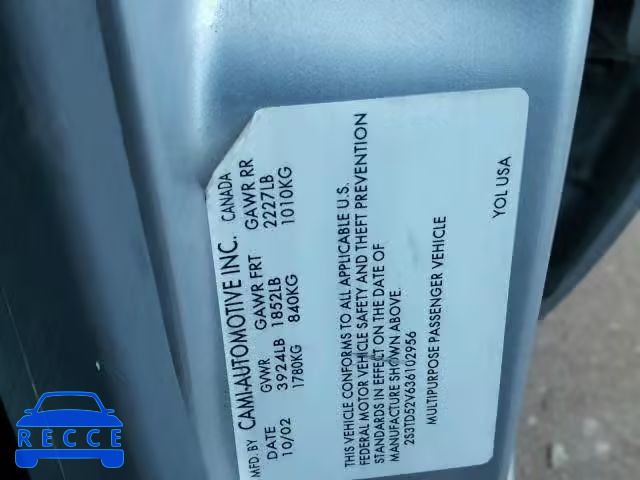 MFD. BY CAMI-AUTOMOTIVE INC. CANADA
DATE GVWR GAWR FRT GAWR RR
10/02 3924LB 1852LB 2227LB
1780KG 840KG 1010KG
THIS VEHICLE CONFORMS TO ALL APPLICABLE U.S.
FEDERAL MOTOR VEHICLE SAFETY AND THEFT PREVENTION
STANDARDS IN EFFECT ON THE DATE OF
MANUFACTURE SHOWN ABOVE.
2S3TD52V636102956
MULTIPURPOSE PASSENGER VEHICLE
YOL USA
RECCE